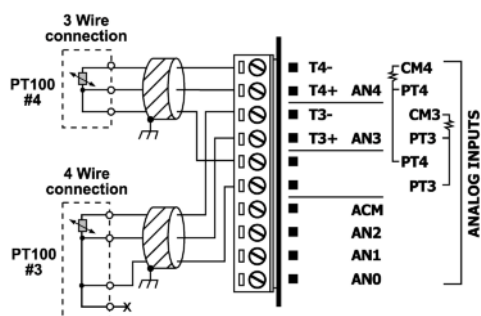 3 Wire
connection
PT100
#4
4 Wire
connection
PT100
#3
X
T4- CM4
T4+ AN4 PT4
T3- CM3
T3+ AN3 PT3
PT4
PT3
ACM
AN2
AN1
AN0
ANALOG INPUTS